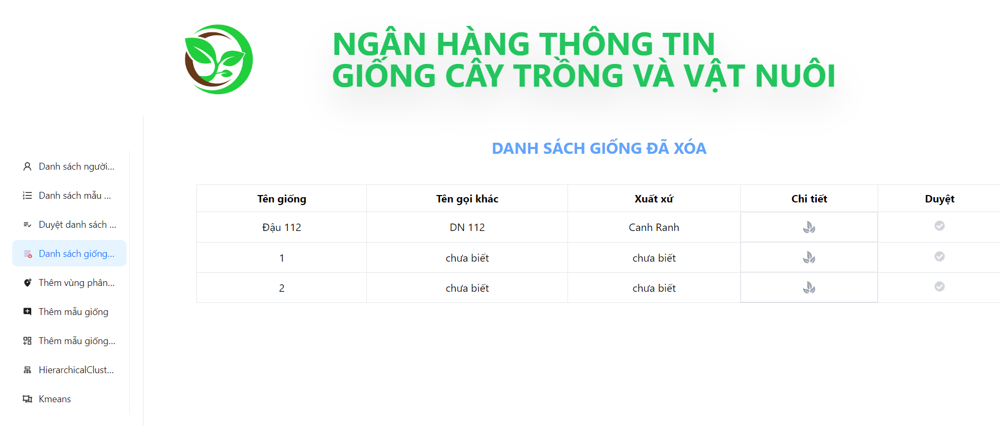 NGÂN HÀNG THÔNG TIN
GIỐNG CÂY TRỒNG VÀ VẬT NUÔI
Danh sách người...
Danh sách mẫu ...
Duyệt danh sách ...
Danh sách giống...
Thêm vùng phân...
Thêm mẫu giống
Thêm mẫu giống...
HierarchicalClust...
Kmeans
DANH SÁCH GIỐNG ĐÃ XÓA
Tên giống Tên gọi khác Xuất xứ Chi tiết Duyệt
Đậu 112 DN 112 Canh Ranh
1 chưa biết chưa biết
2 chưa biết chưa biết